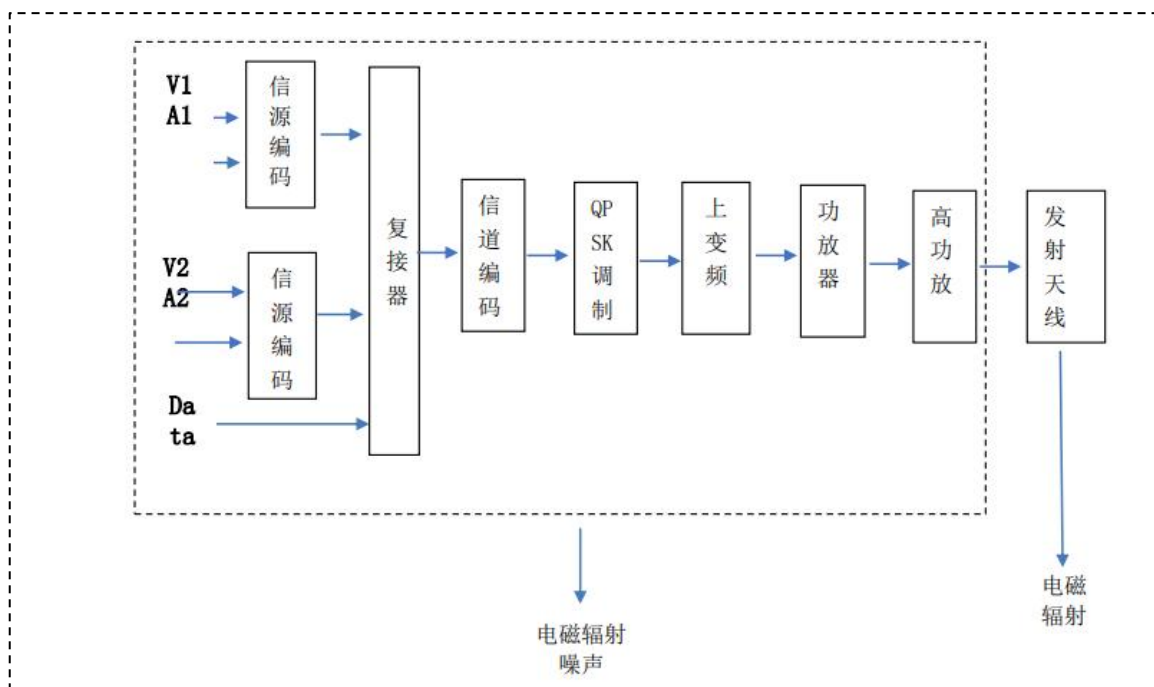 V1
A1
信源编码
V2
A2
信源编码
Da
ta
复接器
信道编码
QP
SK
调
制
上变频
功放器
高功放
发射天线
电磁辐射
噪声
电磁
辐射